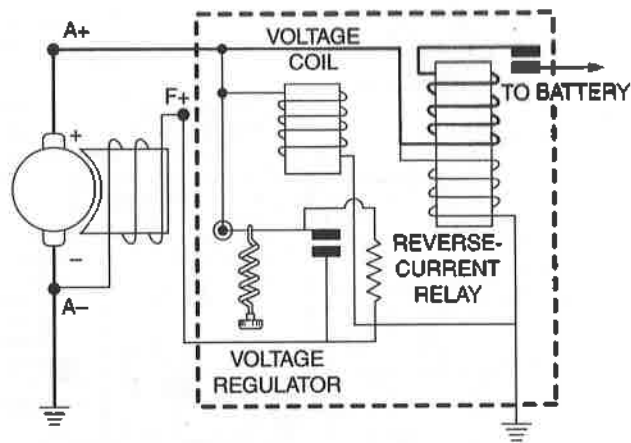 A+
VOLTAGE
COIL
TO BATTERY
F+
+
−
A−
REVERSE-
CURRENT
RELAY
VOLTAGE
REGULATOR